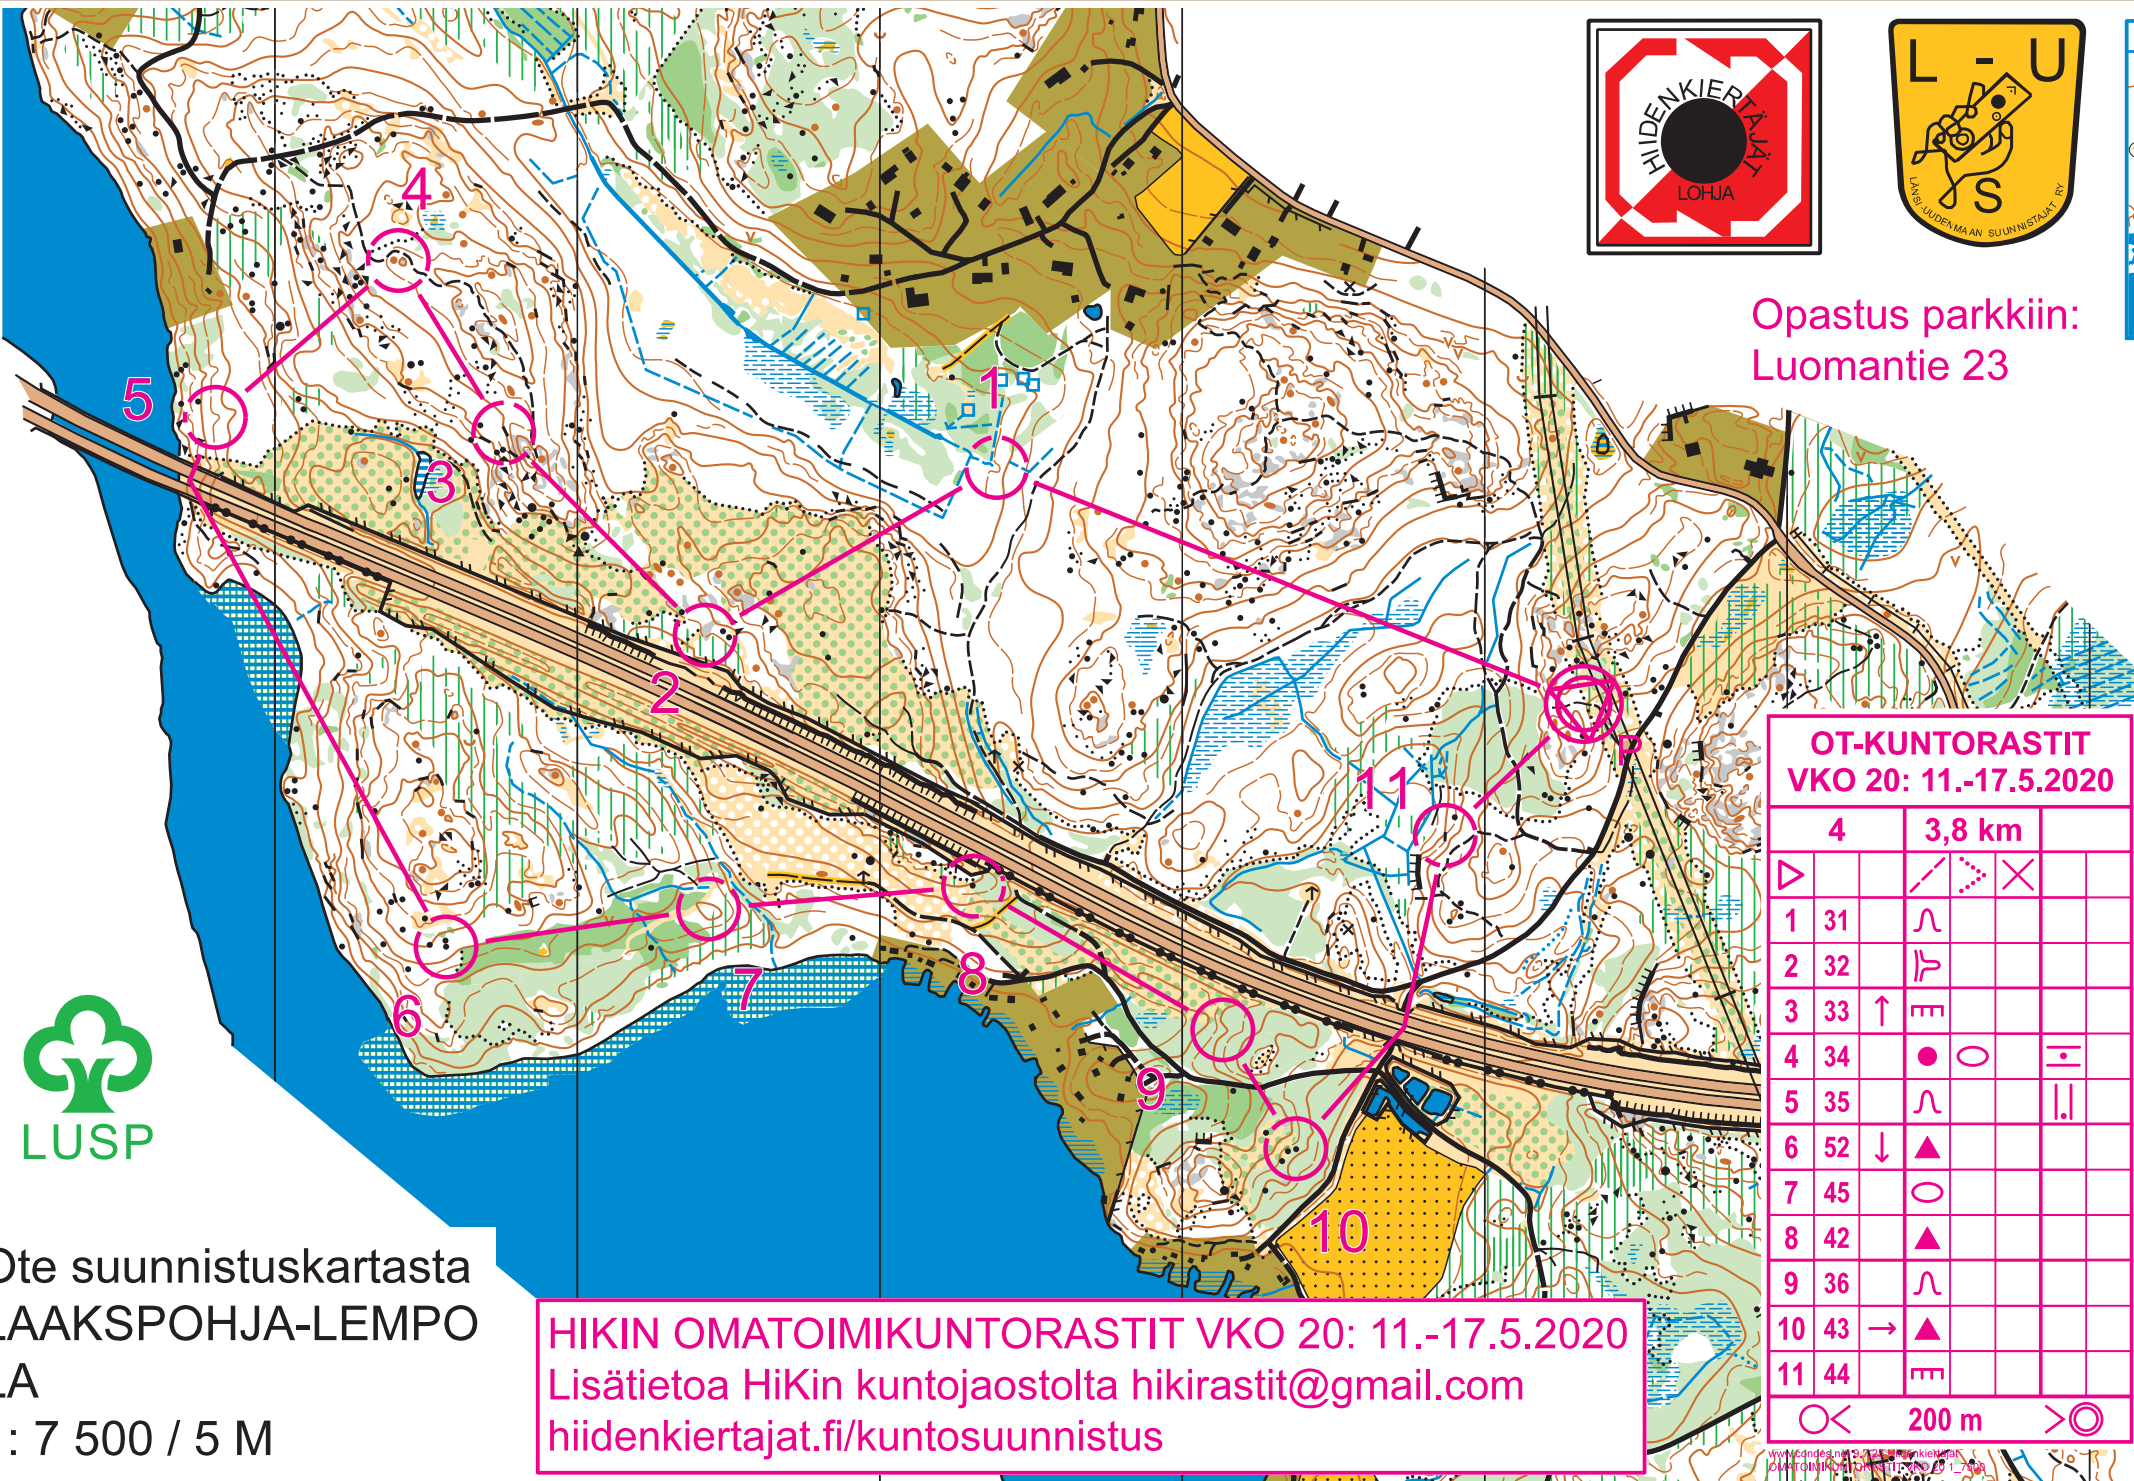 HIIDENKIERTÄJÄT
LOHJA
L - U
S
LÄNSI-UUDENMAAN SUUNNISTAJAT RY
Opastus parkkiin:
Luomantie 23
4
5
3
1
2
11
P
6
7
8
9
10
LUSP
OT-KUNTORASTIT
VKO 20: 11.-17.5.2020
4 3,8 km
1 31
2 32
3 33
4 34
5 35
6 52
7 45
8 42
9 36
10 43
11 44
200 m
Ote suunnistuskartasta
LAAKSPOHJA-LEMPO
LA
: 7 500 / 5 M
HIKIN OMATOIMIKUNTORASTIT VKO 20: 11.-17.5.2020
Lisätietoa HiKin kuntojaostolta hikirastit@gmail.com
hiidenkiertajat.fi/kuntosuunnistus